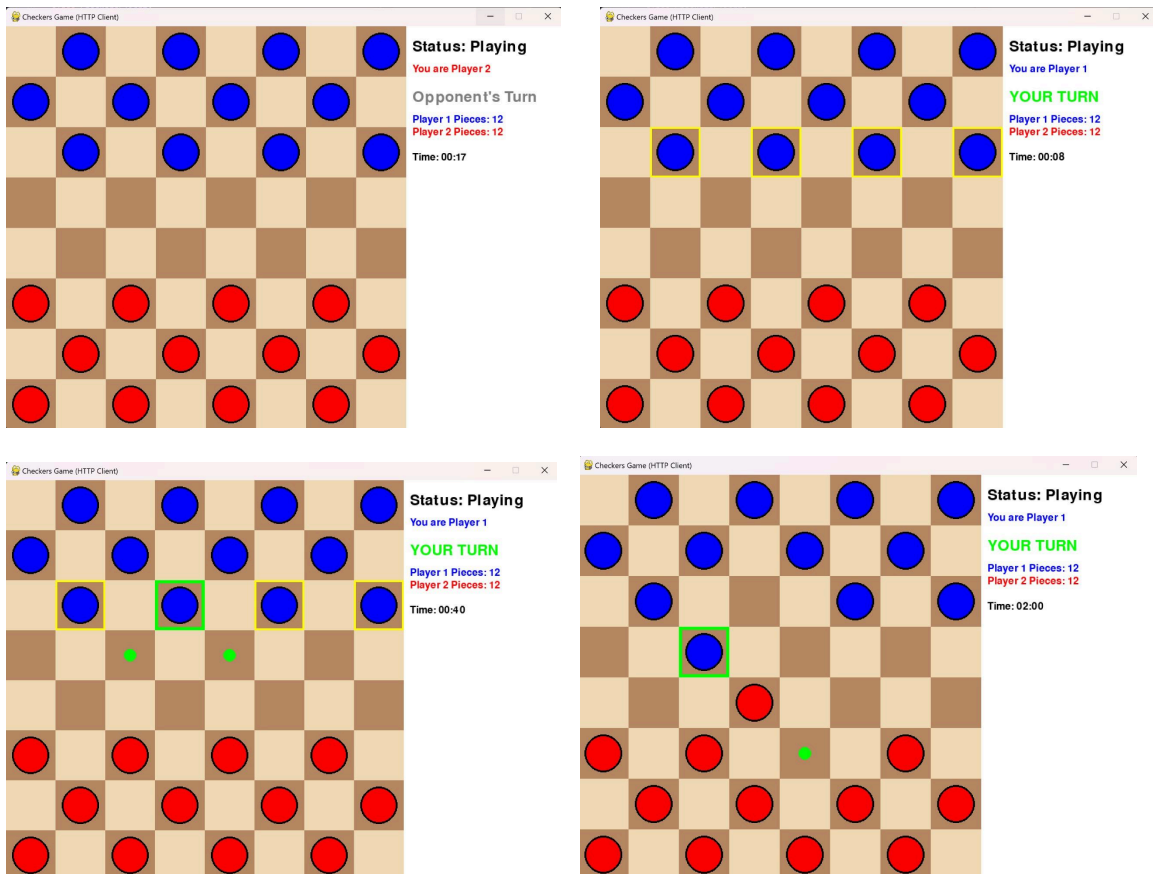 Checkers Game (HTTP Client)
Status: Playing
You are Player 2
Opponent's Turn
Player 1 Pieces: 12
Player 2 Pieces: 12
Time: 00:17
Checkers Game (HTTP Client)
Status: Playing
You are Player 1
YOUR TURN
Player 1 Pieces: 12
Player 2 Pieces: 12
Time: 00:08
Checkers Game (HTTP Client)
Status: Playing
You are Player 1
YOUR TURN
Player 1 Pieces: 12
Player 2 Pieces: 12
Time: 00:40
Checkers Game (HTTP Client)
Status: Playing
You are Player 1
YOUR TURN
Player 1 Pieces: 12
Player 2 Pieces: 12
Time: 02:00